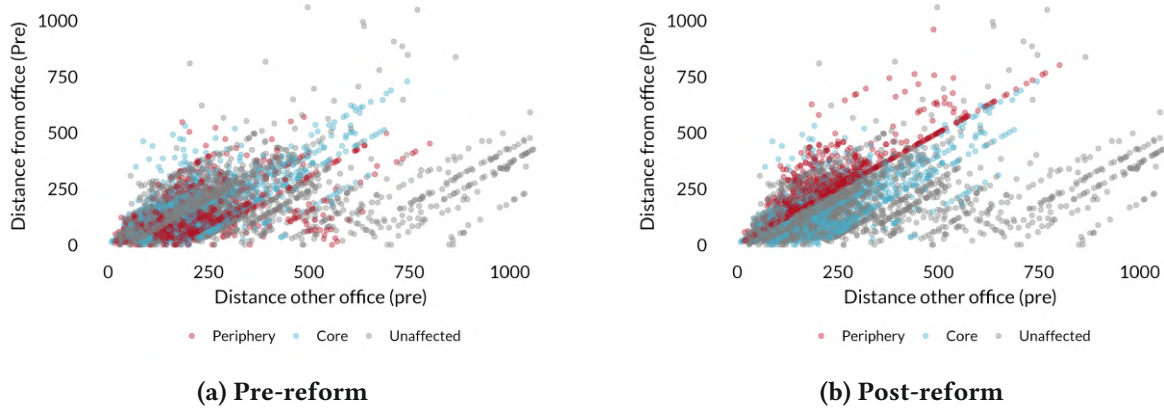 Distance from office (Pre)
1000
750
500
250
0
0 250 500 750 1000
Distance other office (pre)
Periphery Core Unaffected
(a) Pre-reform
Distance from office (Pre)
1000
750
500
250
0
0 250 500 750 1000
Distance other office (pre)
Periphery Core Unaffected
(b) Post-reform